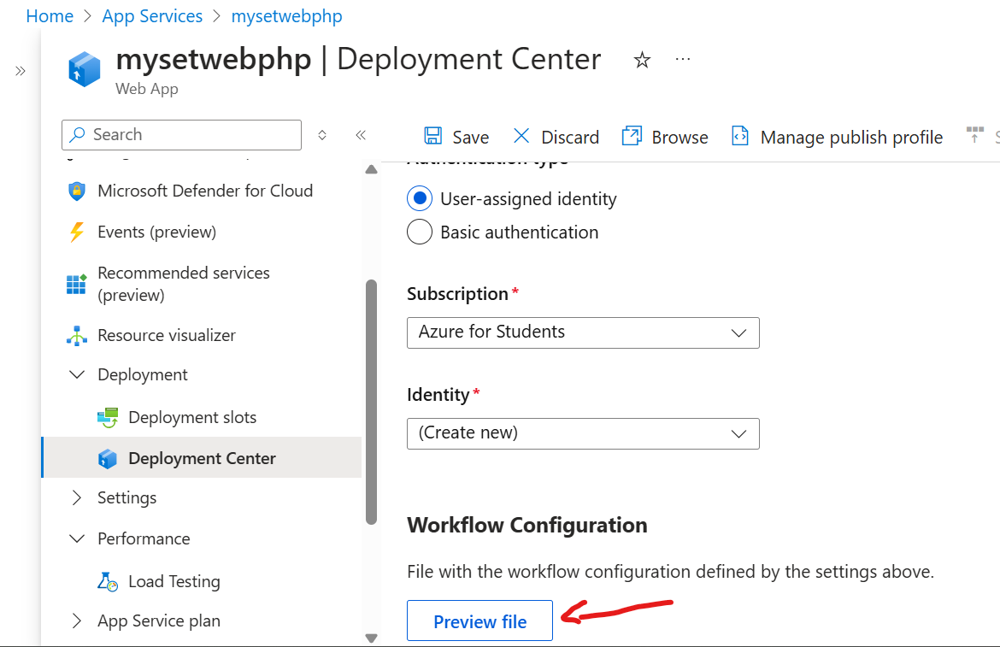 Home > App Services > mysetwebphp
mysetwebphp | Deployment Center
Web App
Search
Save
Discard
Browse
Manage publish profile
Microsoft Defender for Cloud
Events (preview)
Recommended services
(preview)
Resource visualizer
Deployment
Deployment slots
Deployment Center
Settings
Performance
Load Testing
App Service plan
Authentication type
User-assigned identity
Basic authentication
Subscription*
Azure for Students
Identity*
(Create new)
Workflow Configuration
File with the workflow configuration defined by the settings above.
Preview file